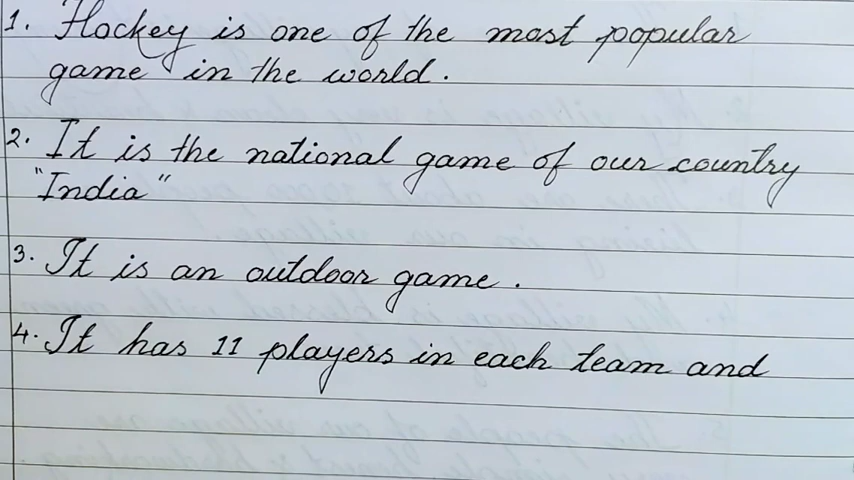 1. Hockey is one of the most popular
game in the world.
2. It is the national game of our country
"India"
3. It is an outdoor game.
4. It has 11 players in each team and